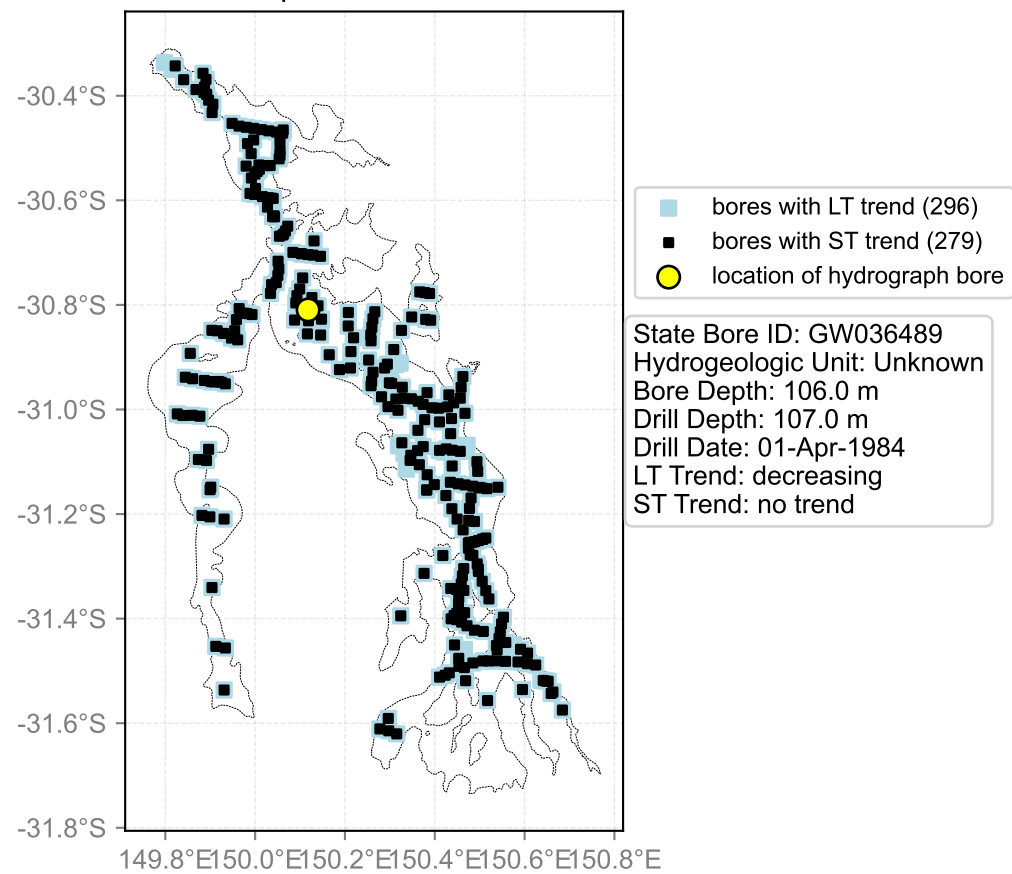 -30.4°S
-30.6°S
-30.8°S
-31.0°S
-31.2°S
-31.4°S
-31.6°S
-31.8°S
149.8°E150.0°E150.2°E150.4°E150.6°E150.8°E
bores with LT trend (296)
bores with ST trend (279)
location of hydrograph bore
State Bore ID: GW036489
Hydrogeologic Unit: Unknown
Bore Depth: 106.0 m
Drill Depth: 107.0 m
Drill Date: 01-Apr-1984
LT Trend: decreasing
ST Trend: no trend